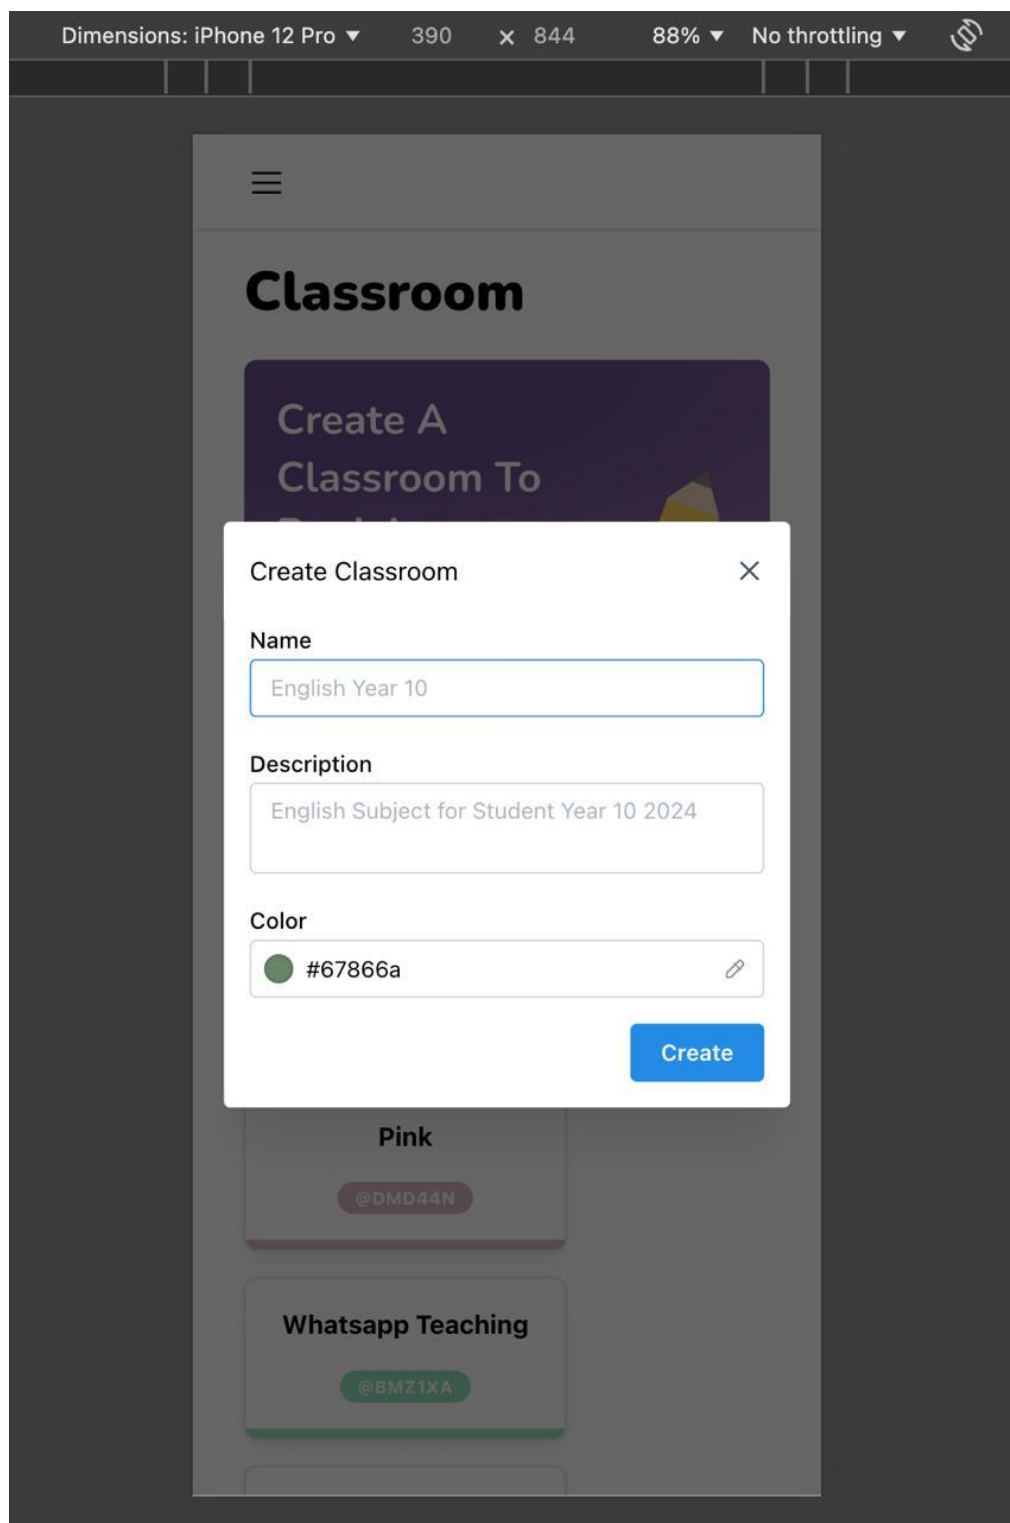 Dimensions: iPhone 12 Pro ▼ 390 × 844 88% ▼ No throttling ▼
Classroom
Create A
Classroom To
Create Classroom
Name
English Year 10
Description
English Subject for Student Year 10 2024
Color
#67866a
Create
Pink
@DMD44N
Whatsapp Teaching
@BMZ1XA